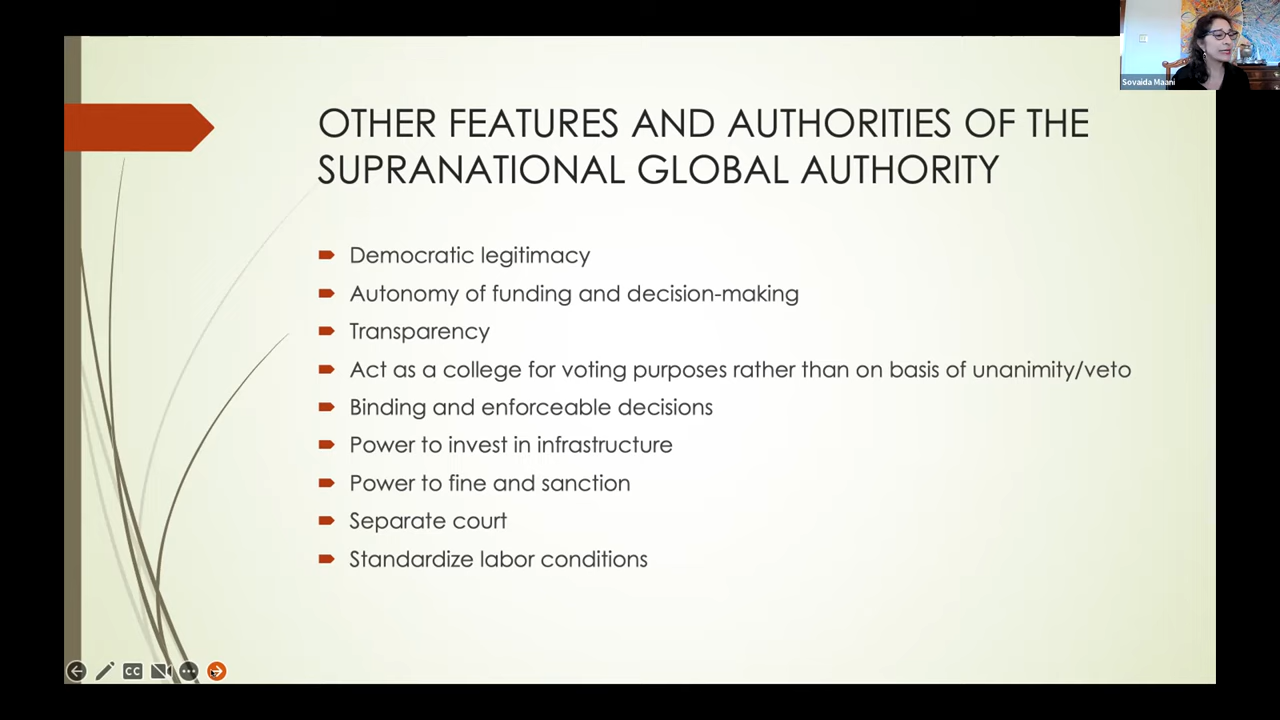 Sovaida Maani
OTHER FEATURES AND AUTHORITIES OF THE
SUPRANATIONAL GLOBAL AUTHORITY
Democratic legitimacy
Autonomy of funding and decision-making
Transparency
Act as a college for voting purposes rather than on basis of unanimity/veto
Binding and enforceable decisions
Power to invest in infrastructure
Power to fine and sanction
Separate court
Standardize labor conditions
CC